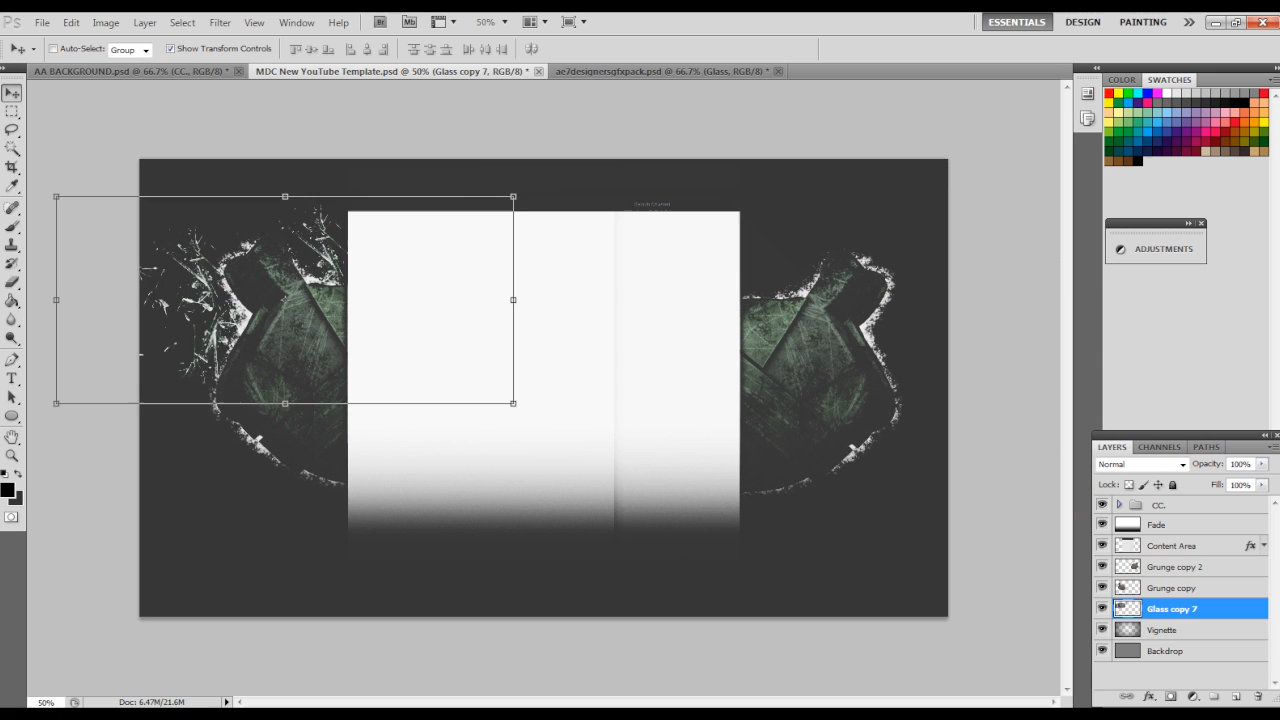 Ps File Edit Image Layer Select Filter View Window Help Br Mb 50% ESSENTIALS DESIGN PAINTING
Auto-Select: Group Show Transform Controls
AA BACKGROUND.psd @ 66.7% (CC., RGB/8) * MDC New YouTube Template.psd @ 50% (Glass copy 7, RGB/8) * ae7designersgfxpack.psd @ 66.7% (Glass, RGB/8) *
COLOR SWATCHES
ADJUSTMENTS
LAYERS CHANNELS PATHS
Normal Opacity: 100%
Lock: Fill: 100%
CC.
Fade
Content Area fx
Grunge copy 2
Grunge copy
Glass copy 7
Vignette
Backdrop
50% Doc: 6.47M/21.6M